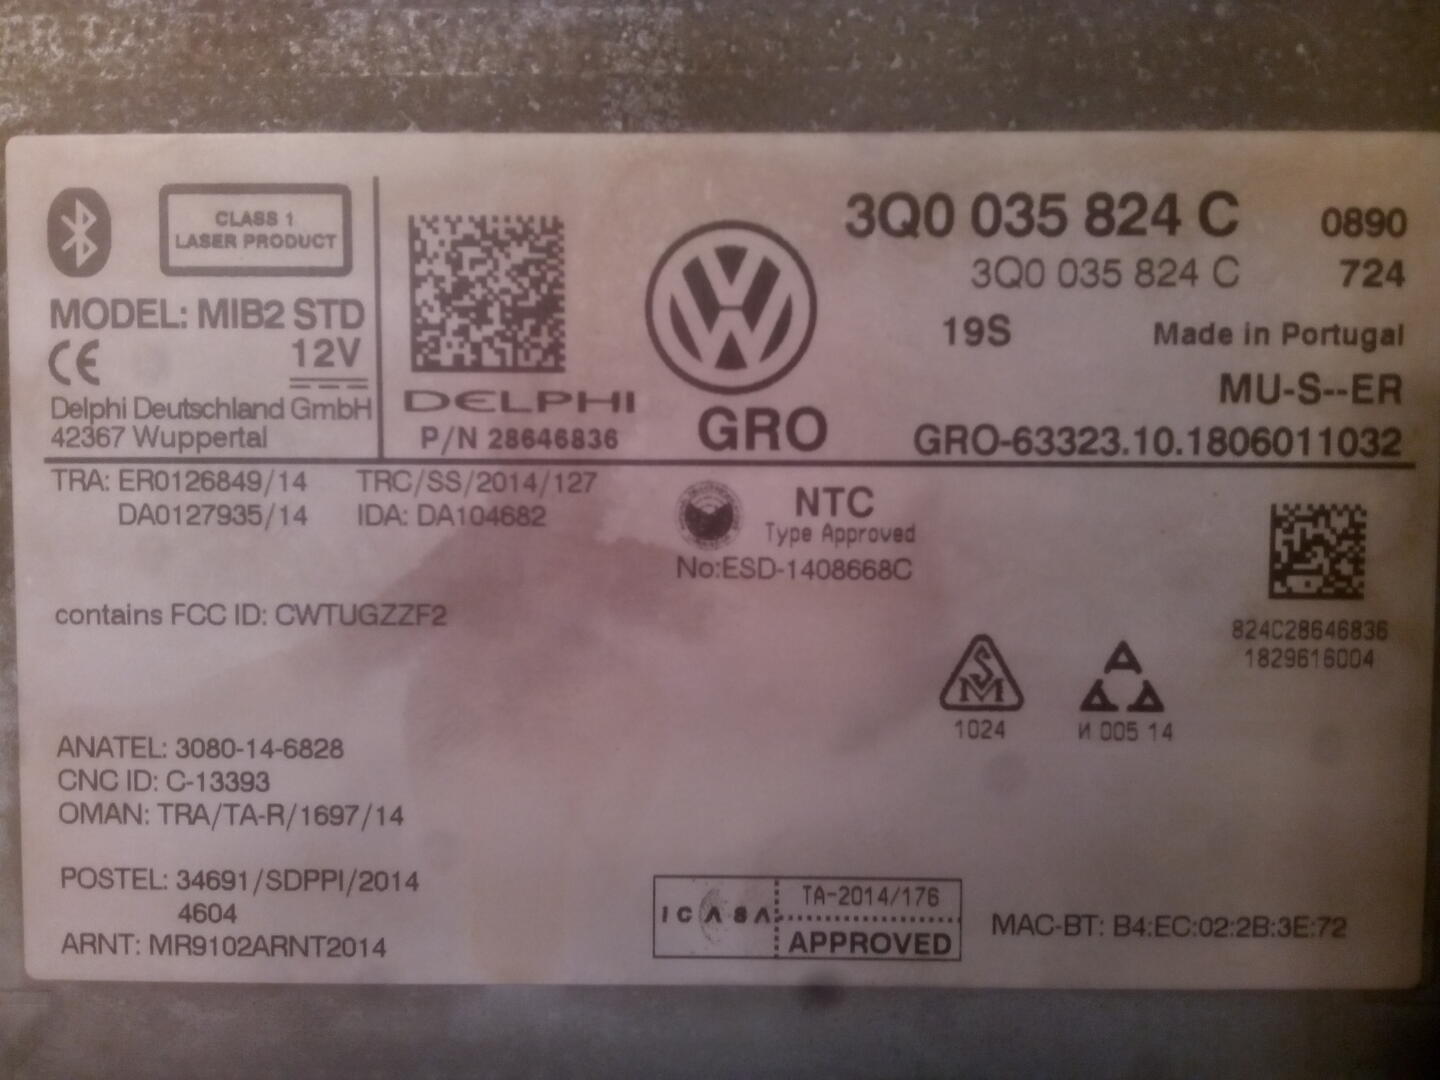 CLASS 1
LASER PRODUCT
MODEL: MIB2 STD
CE 12V
Delphi Deutschland GmbH
42367 Wuppertal
DELPHI
P/N 28646836
GRO
3Q0 035 824 C 0890
3Q0 035 824 C 724
19S Made in Portugal
MU-S--ER
GRO-63323.10.1806011032
TRA: ER0126849/14 TRC/SS/2014/127
DA0127935/14 IDA: DA104682
NTC
Type Approved
No:ESD-1408668C
contains FCC ID: CWTUGZZF2
824C28646836
1829616004
1024
И 005 14
ANATEL: 3080-14-6828
CNC ID: C-13393
OMAN: TRA/TA-R/1697/14
POSTEL: 34691/SDPPI/2014
4604
ARNT: MR9102ARNT2014
ICASA TA-2014/176
APPROVED
MAC-BT: B4:EC:02:2B:3E:72